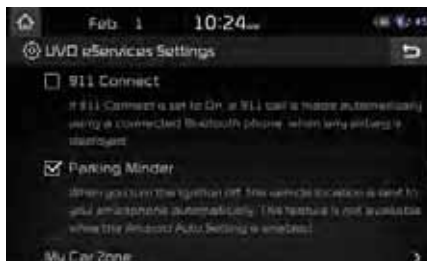 Feb 1 10:24
UVO eServices Settings
911 Connect
If 911 Connect is set to On, a 911 call is made automatically
using a connected Bluetooth phone, when any airbag is
deployed.
Parking Minder
When you turn the ignition off, the vehicle location is sent to
your smartphone automatically. (This feature is not available
while the Android Auto Setting is enabled.)
My Car Zone